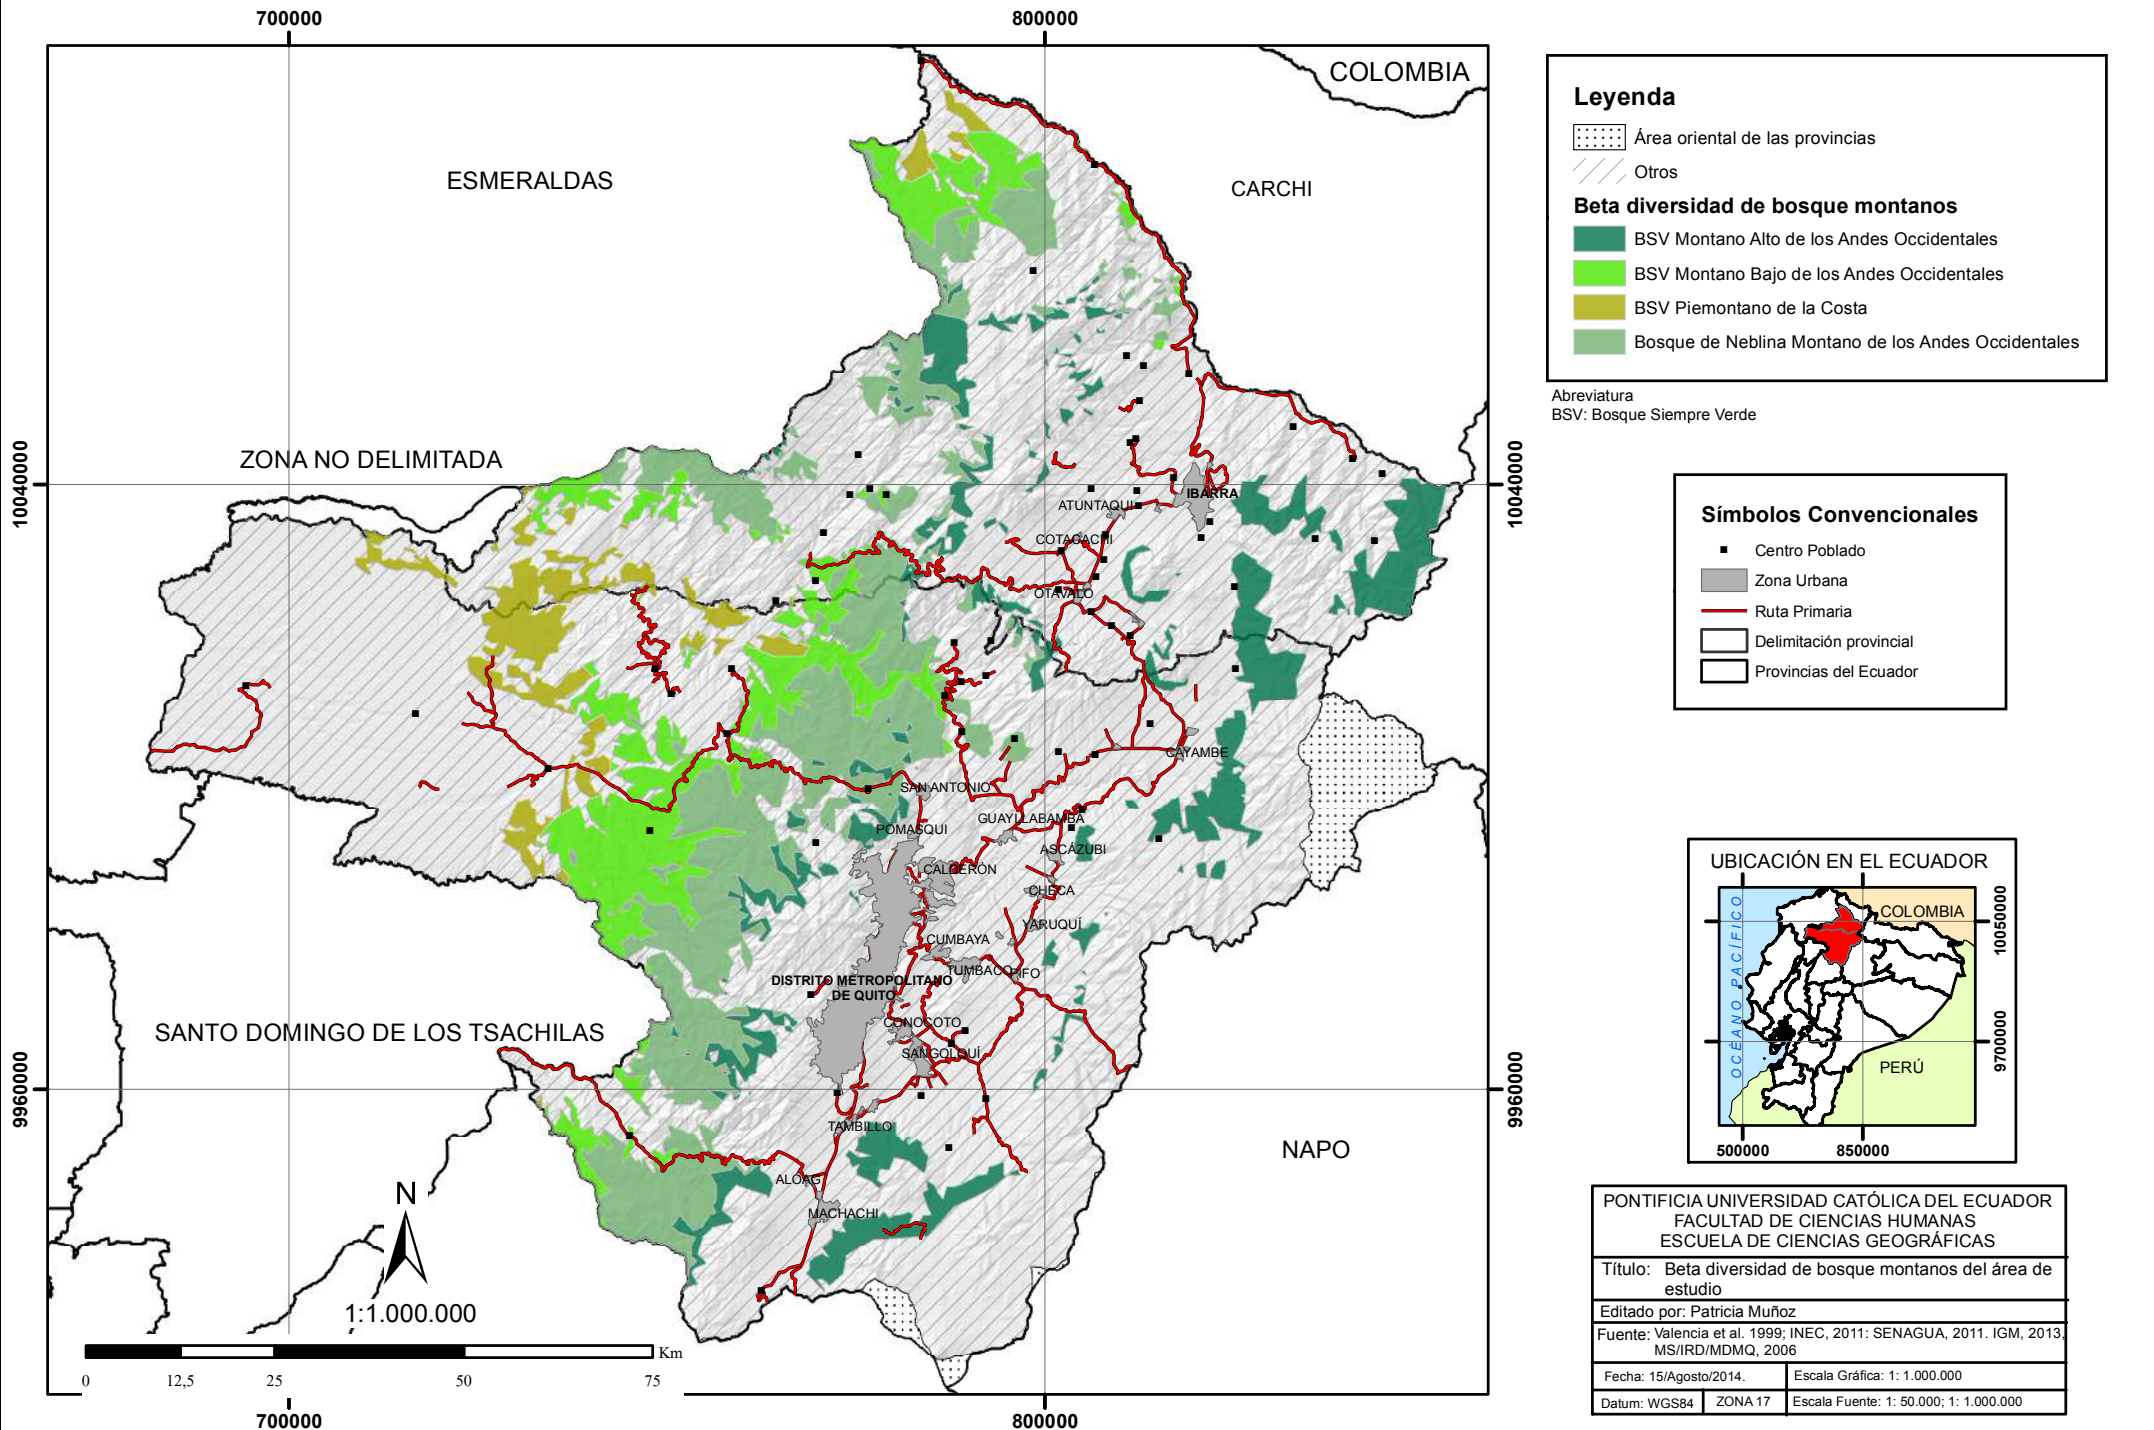 700000
800000
COLOMBIA
ESMERALDAS
CARCHI
ZONA NO DELIMITADA
10040000
10040000
IBARRA
ATUNTAQUI
COTACACHI
OTAVALO
CAYAMBE
SAN ANTONIO
GUAYLLABAMBA
POMASQUI
ASCÁZUBI
CALDERÓN
CHECA
YARUQUÍ
CUMBAYA
TUMBACO
PIFO
DISTRITO METROPOLITANO
DE QUITO
CONOCOTO
SANGOLQUÍ
SANTO DOMINGO DE LOS TSACHILAS
9960000
9960000
TAMBILLO
NAPO
ALOAG
MACHACHI
N
1:1.000.000
Km
0
12,5
25
50
75
700000
800000
Leyenda
Área oriental de las provincias
Otros
Beta diversidad de bosque montanos
BSV Montano Alto de los Andes Occidentales
BSV Montano Bajo de los Andes Occidentales
BSV Piemontano de la Costa
Bosque de Neblina Montano de los Andes Occidentales
Abreviatura
BSV: Bosque Siempre Verde
Símbolos Convencionales
Centro Poblado
Zona Urbana
Ruta Primaria
Delimitación provincial
Provincias del Ecuador
UBICACIÓN EN EL ECUADOR
OCÉANO PACÍFICO
COLOMBIA
PERÚ
10050000
9700000
500000
850000
PONTIFICIA UNIVERSIDAD CATÓLICA DEL ECUADOR
FACULTAD DE CIENCIAS HUMANAS
ESCUELA DE CIENCIAS GEOGRÁFICAS
Título: Beta diversidad de bosque montanos del área de
estudio
Editado por: Patricia Muñoz
Fuente: Valencia et al. 1999; INEC, 2011: SENAGUA, 2011. IGM, 2013,
MS/IRD/MDMQ, 2006
Fecha: 15/Agosto/2014.
Escala Gráfica: 1: 1.000.000
Datum: WGS84
ZONA 17
Escala Fuente: 1: 50.000; 1: 1.000.000